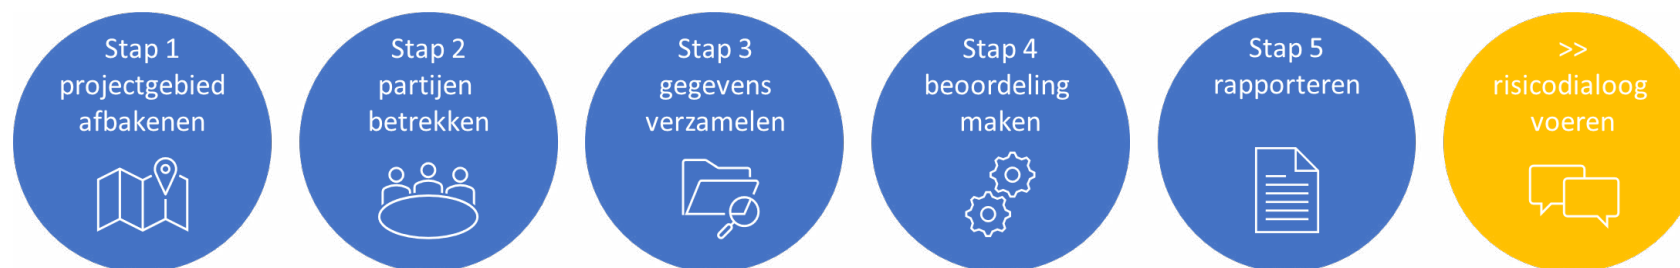 Stap 1
projectgebied
afbakenen
Stap 2
partijen
betrekken
Stap 3
gegevens
verzamelen
Stap 4
beoordeling
maken
Stap 5
rapporteren
>>
risicodialoog
voeren